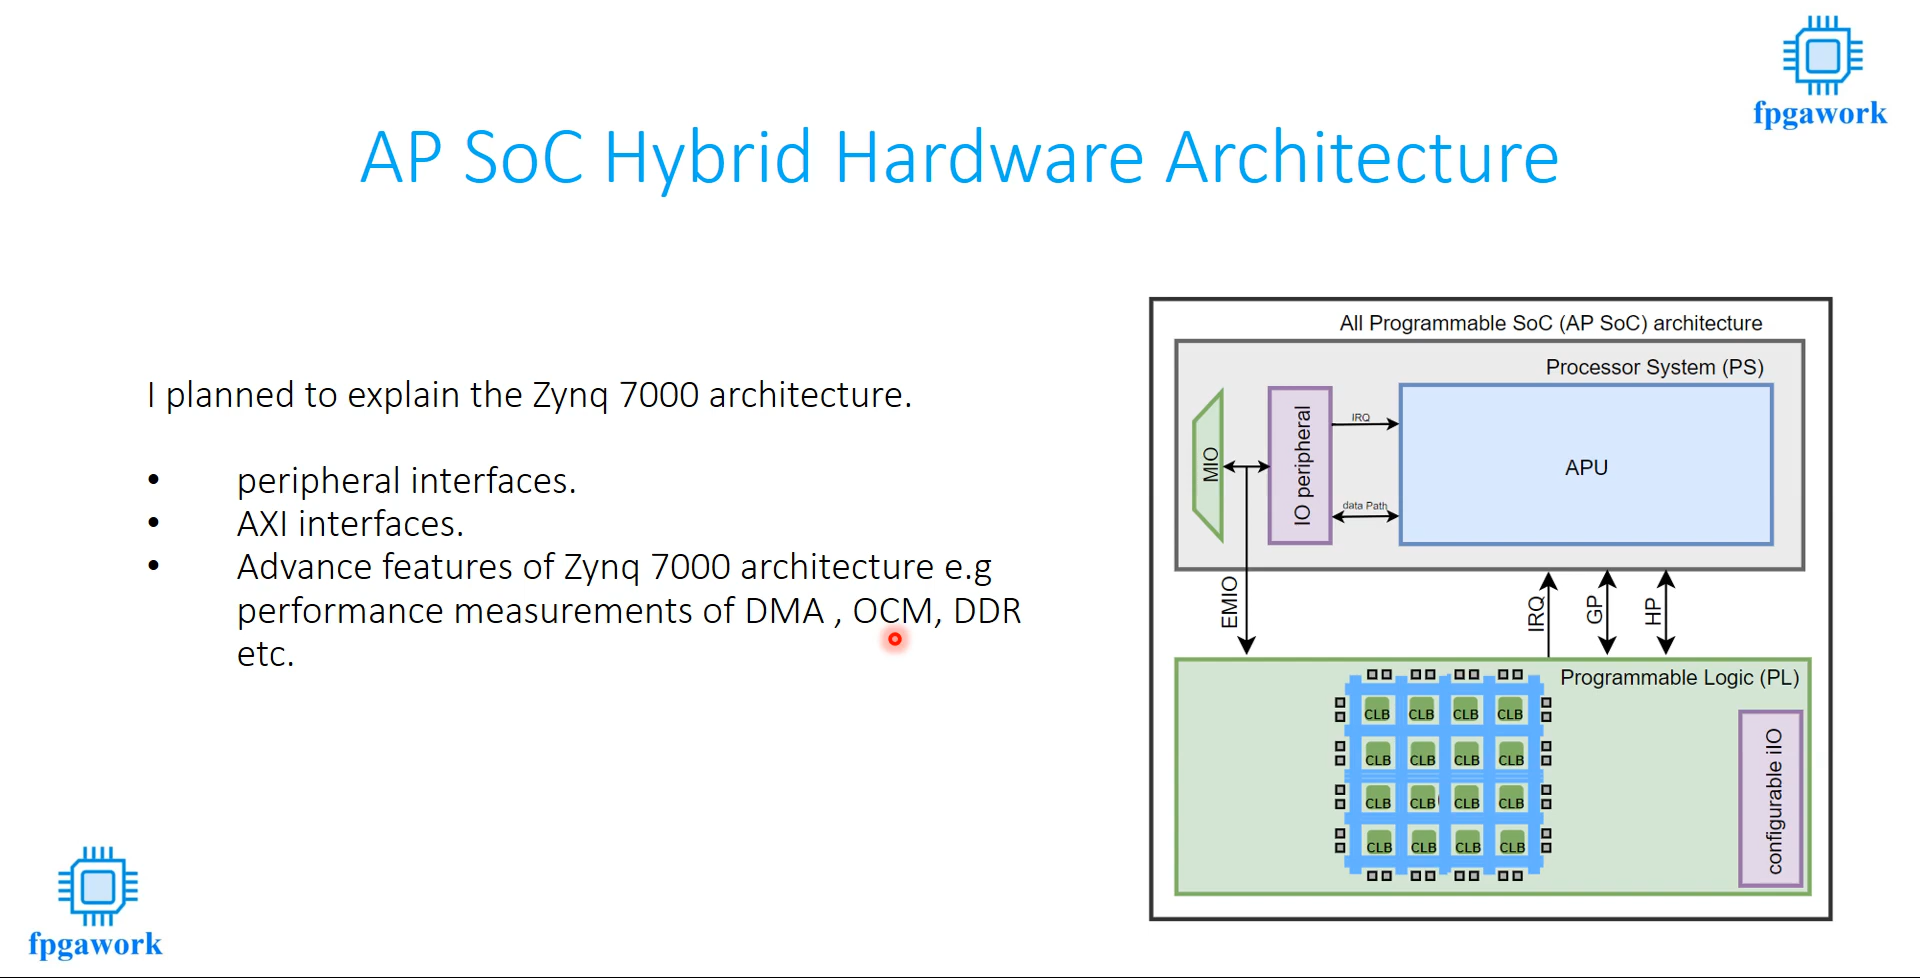 fpgawork
AP SoC Hybrid Hardware Architecture
I planned to explain the Zynq 7000 architecture.
• peripheral interfaces.
• AXI interfaces.
• Advance features of Zynq 7000 architecture e.g
performance measurements of DMA , OCM, DDR
etc.
All Programmable SoC (AP SoC) architecture
Processor System (PS)
MIO
IO peripheral
IRQ
data Path
APU
EMIO
IRQ
GP
HP
Programmable Logic (PL)
CLB CLB CLB CLB
CLB CLB CLB CLB
CLB CLB CLB CLB
CLB CLB CLB CLB
configurable iIO
fpgawork